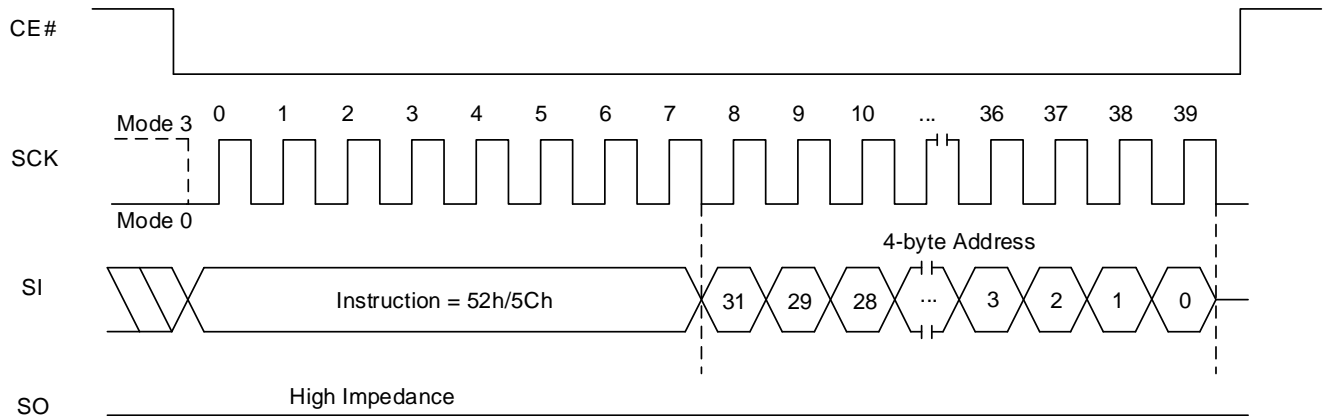 CE#
0 1 2 3 4 5 6 7 8 9 10 ... 36 37 38 39
Mode 3
SCK
Mode 0
4-byte Address
SI
Instruction = 52h/5Ch 31 29 28 ... 3 2 1 0
High Impedance
SO